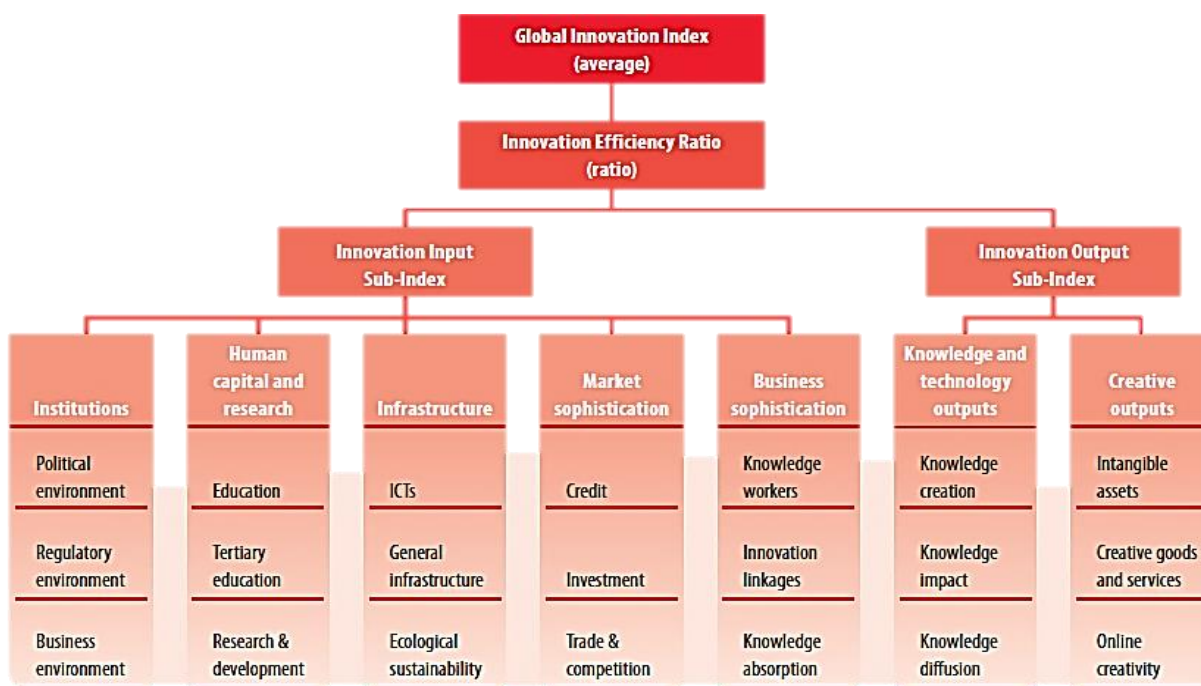 Global Innovation Index
(average)
Innovation Efficiency Ratio
(ratio)
Innovation Input
Sub-Index
Innovation Output
Sub-Index
Institutions
Human
capital and
research
Infrastructure
Market
sophistication
Business
sophistication
Knowledge and
technology
outputs
Creative
outputs
Political
environment
Education
ICTs
Credit
Knowledge
workers
Knowledge
creation
Intangible
assets
Regulatory
environment
Tertiary
education
General
infrastructure
Investment
Innovation
linkages
Knowledge
impact
Creative goods
and services
Business
environment
Research &
development
Ecological
sustainability
Trade &
competition
Knowledge
absorption
Knowledge
diffusion
Online
creativity